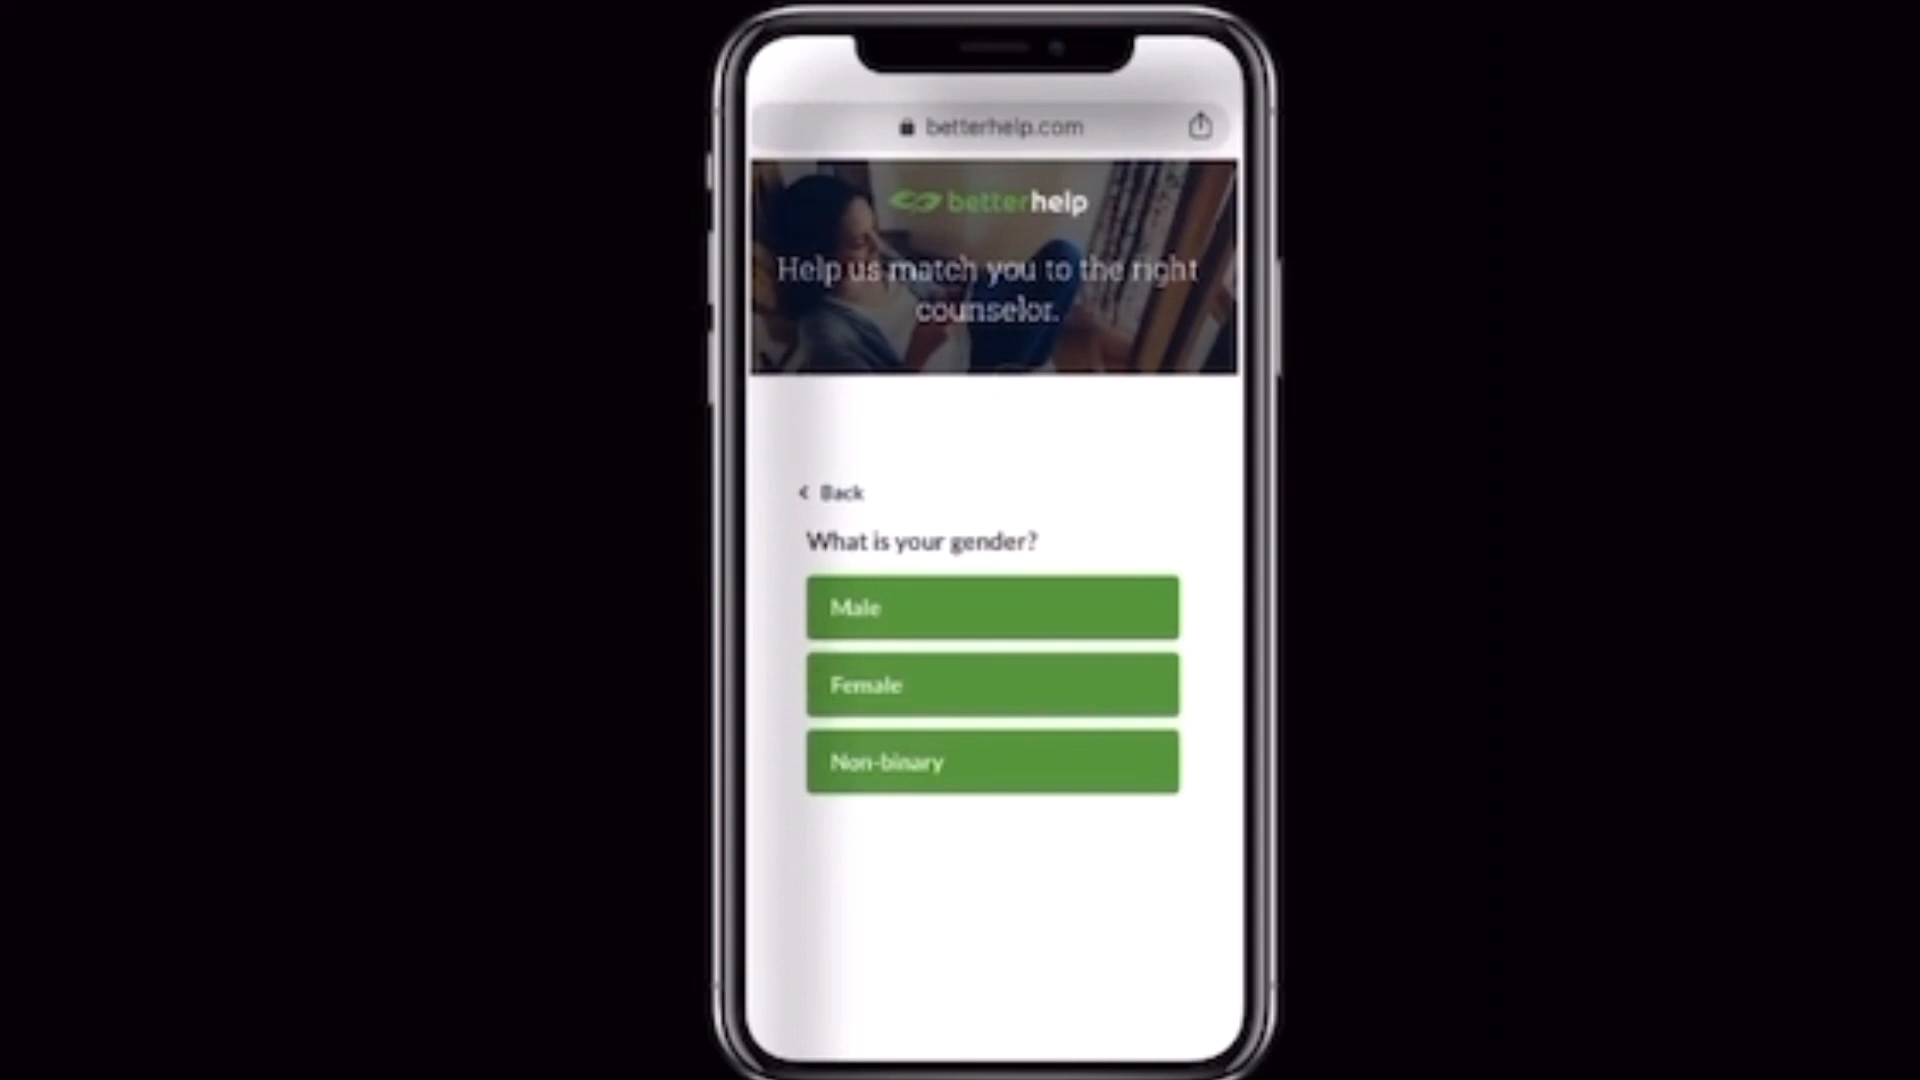 betterhelp.com
betterhelp
Help us match you to the right
counselor.
Back
What is your gender?
Male
Female
Non-binary